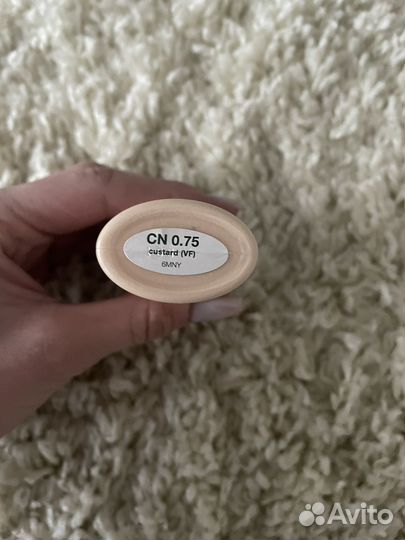 CN 0.75
custard (VF)
6MNY
Avito